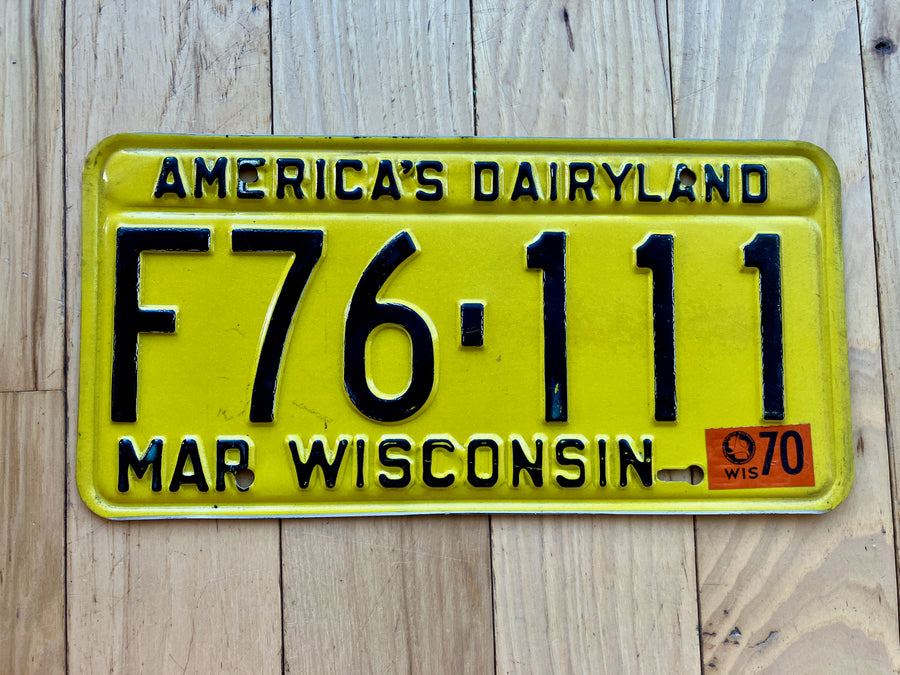 AMERICA'S DAIRYLAND
F76-111
MAR WISCONSIN
WIS 70